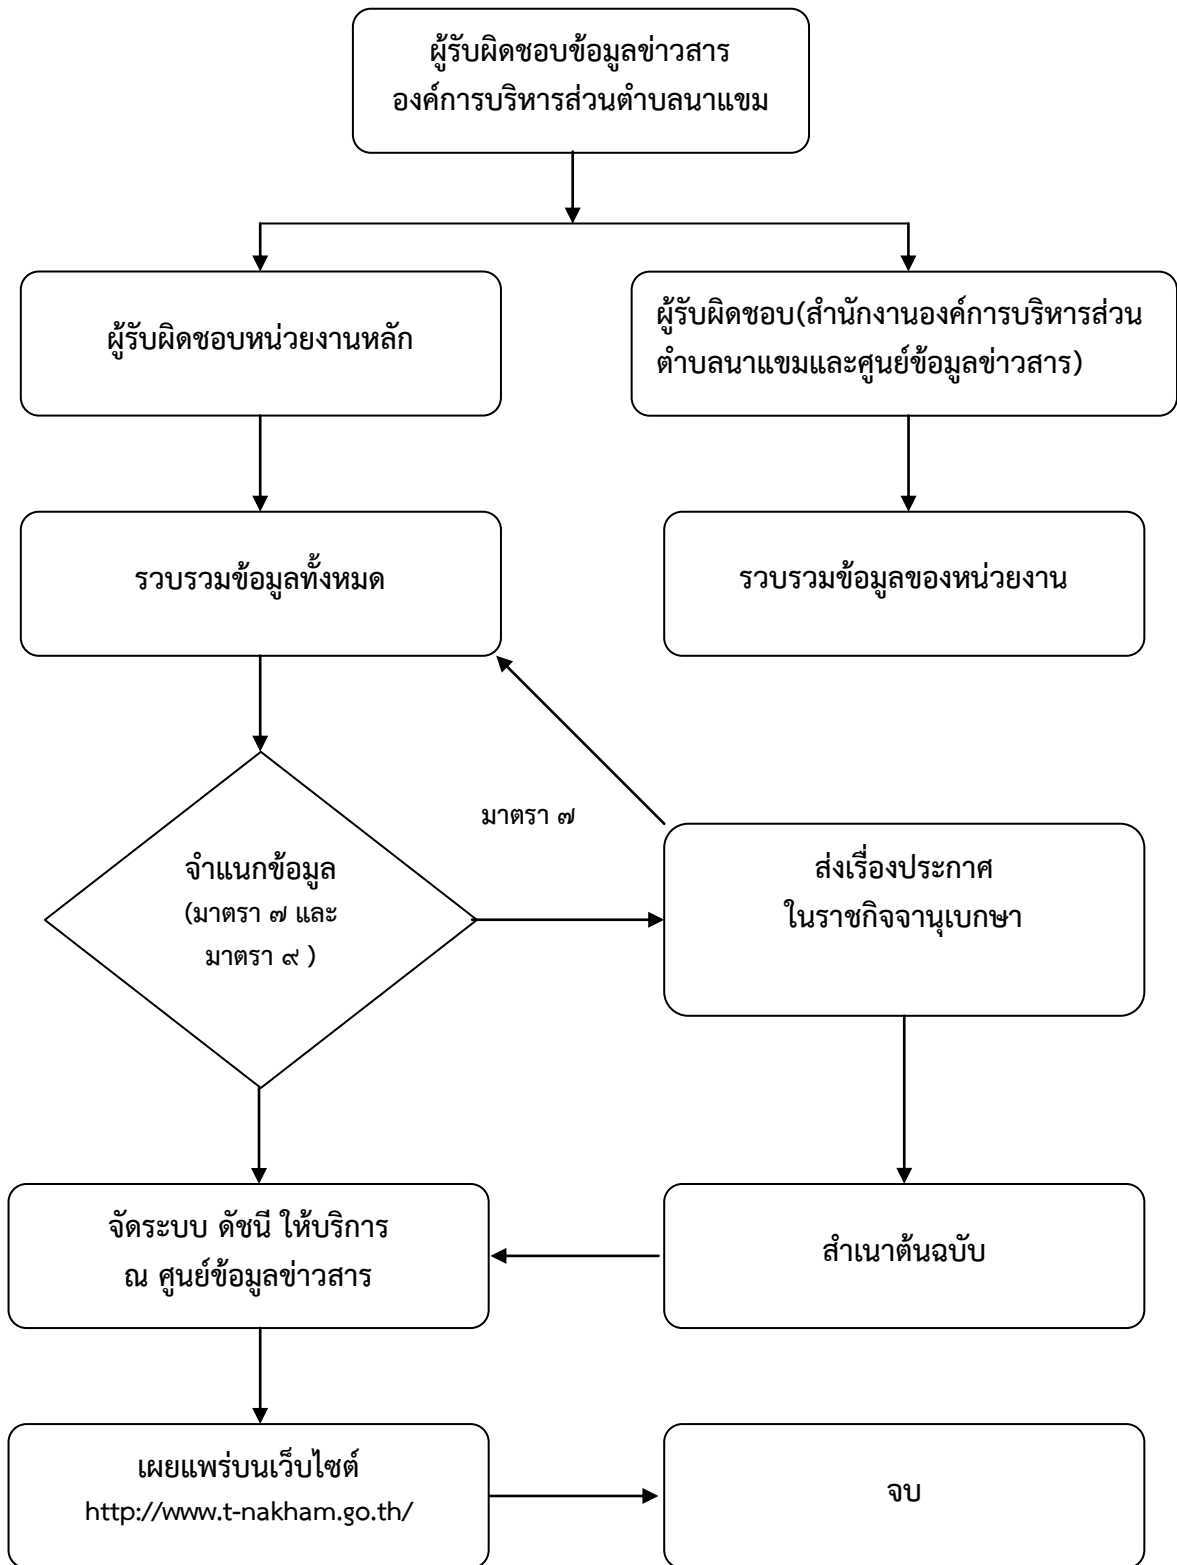 ผู้รับผิดชอบข้อมูลข่าวสาร
องค์การบริหารส่วนตำบลนาแขม
ผู้รับผิดชอบหน่วยงานหลัก
ผู้รับผิดชอบ(สำนักงานองค์การบริหารส่วน
ตำบลนาแขมและศูนย์ข้อมูลข่าวสาร)
รวบรวมข้อมูลทั้งหมด
รวบรวมข้อมูลของหน่วยงาน
มาตรา ๗
จำแนกข้อมูล
(มาตรา ๗ และ
มาตรา ๙ )
ส่งเรื่องประกาศ
ในราชกิจจานุเบกษา
จัดระบบ ดัชนี ให้บริการ
ณ ศูนย์ข้อมูลข่าวสาร
สำเนาต้นฉบับ
เผยแพร่บนเว็บไซต์
http://www.t-nakham.go.th/
จบ